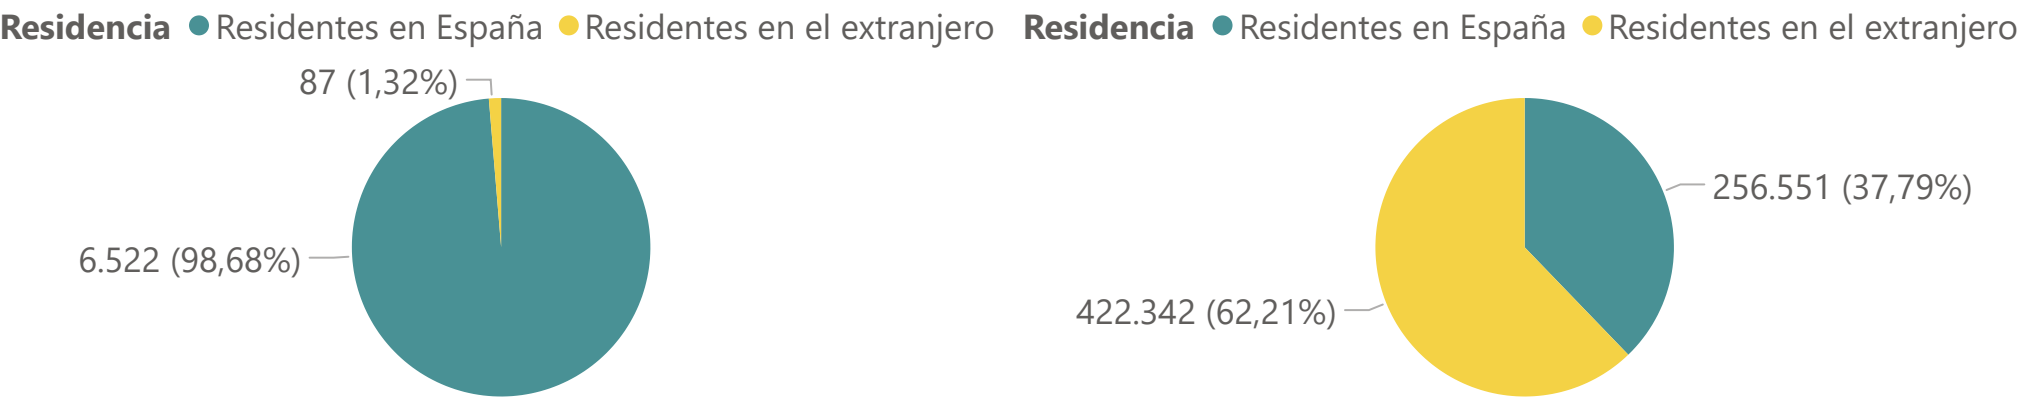 Residencia Residentes en España Residentes en el extranjero
87 (1,32%)
6.522 (98,68%)
Residencia Residentes en España Residentes en el extranjero
256.551 (37,79%)
422.342 (62,21%)